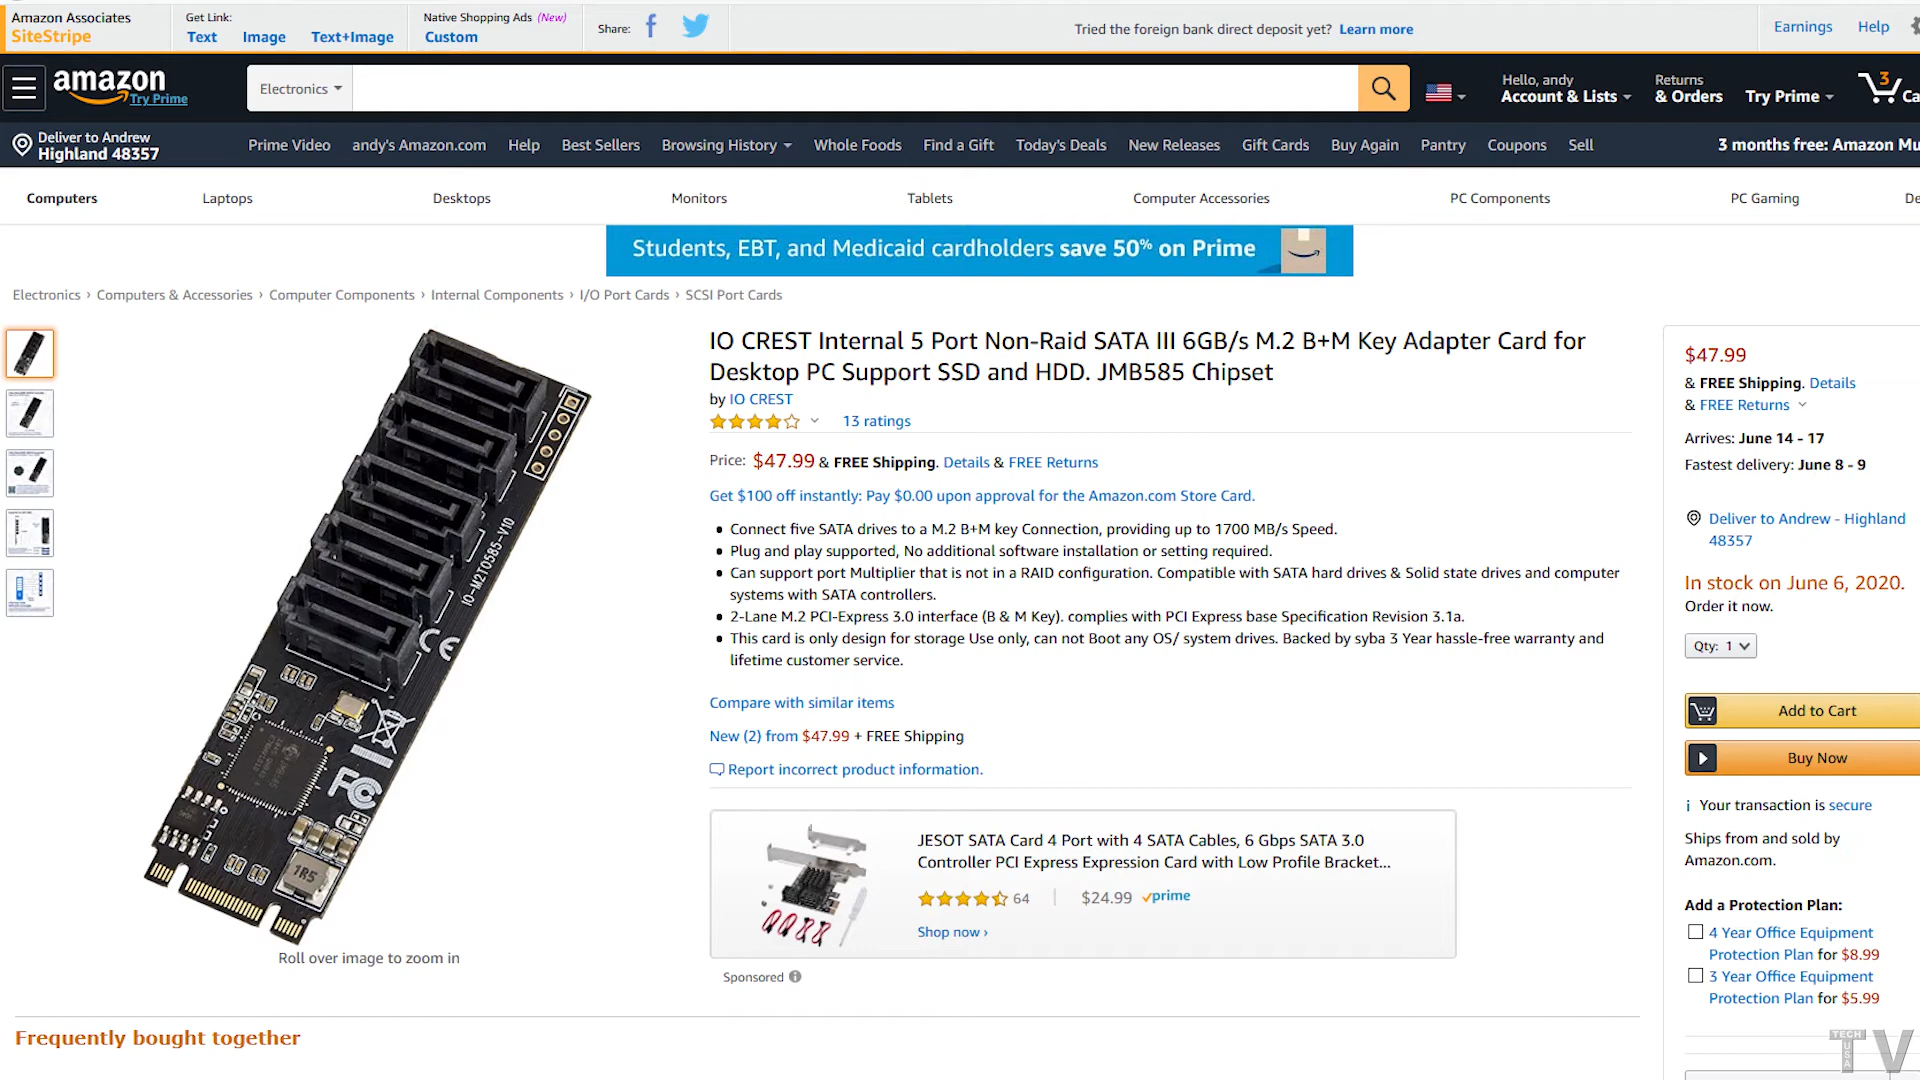 Amazon Associates
SiteStripe
Get Link:
Text Image Text+Image
Native Shopping Ads (New)
Custom
Share:
Tried the foreign bank direct deposit yet? Learn more
Earnings Help
amazon
Try Prime
Electronics
Hello, andy
Account & Lists
Returns
& Orders
Try Prime
3
Ca
Deliver to Andrew
Highland 48357
Prime Video andy's Amazon.com Help Best Sellers Browsing History Whole Foods Find a Gift Today's Deals New Releases Gift Cards Buy Again Pantry Coupons Sell
3 months free: Amazon Mu
Computers Laptops Desktops Monitors Tablets Computer Accessories PC Components PC Gaming De
Students, EBT, and Medicaid cardholders save 50% on Prime
Electronics › Computers & Accessories › Computer Components › Internal Components › I/O Port Cards › SCSI Port Cards
IO-M2T0585-V10
CE
FC
1R5
Roll over image to zoom in
IO CREST Internal 5 Port Non-Raid SATA III 6GB/s M.2 B+M Key Adapter Card for
Desktop PC Support SSD and HDD. JMB585 Chipset
by IO CREST
13 ratings
Price: $47.99 & FREE Shipping. Details & FREE Returns
Get $100 off instantly: Pay $0.00 upon approval for the Amazon.com Store Card.
• Connect five SATA drives to a M.2 B+M key Connection, providing up to 1700 MB/s Speed.
• Plug and play supported, No additional software installation or setting required.
• Can support port Multiplier that is not in a RAID configuration. Compatible with SATA hard drives & Solid state drives and computer
systems with SATA controllers.
• 2-Lane M.2 PCI-Express 3.0 interface (B & M Key). complies with PCI Express base Specification Revision 3.1a.
• This card is only design for storage Use only, can not Boot any OS/ system drives. Backed by syba 3 Year hassle-free warranty and
lifetime customer service.
Compare with similar items
New (2) from $47.99 + FREE Shipping
Report incorrect product information.
JESOT SATA Card 4 Port with 4 SATA Cables, 6 Gbps SATA 3.0
Controller PCI Express Expression Card with Low Profile Bracket...
64 | $24.99 prime
Shop now ›
Sponsored
$47.99
& FREE Shipping. Details
& FREE Returns
Arrives: June 14 - 17
Fastest delivery: June 8 - 9
Deliver to Andrew - Highland
48357
In stock on June 6, 2020.
Order it now.
Qty: 1
Add to Cart
Buy Now
Your transaction is secure
Ships from and sold by
Amazon.com.
Add a Protection Plan:
4 Year Office Equipment
Protection Plan for $8.99
3 Year Office Equipment
Protection Plan for $5.99
Frequently bought together
TECH
USA
TV